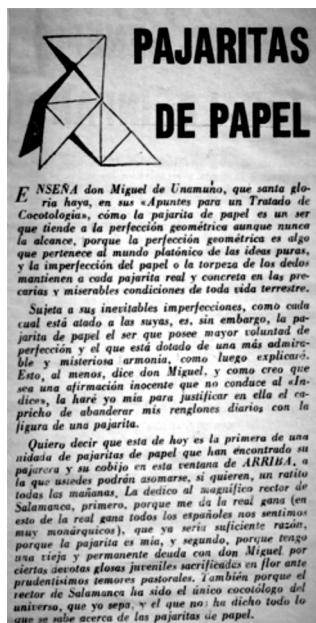 PAJARITAS
DE PAPEL
ENSEÑA don Miguel de Unamuno, que santa glo-
ria haya, en sus «Apuntes para un Tratado de
Cocotología», cómo la pajarita de papel es un ser
que tiende a la perfección geométrica aunque nunca
la alcance, porque la perfección geométrica es algo
que pertenece al mundo platónico de las ideas puras,
y la imperfección del papel o la torpeza de los dedos
mantienen a cada pajarita real y concreta en las pre-
carias y miserables condiciones de toda vida terrestre.
Sujeta a sus inevitables imperfecciones, como cada
cual está atado a las suyas, es, sin embargo, la pa-
jarita de papel el ser que posee mayor voluntad de
perfección y el que está dotado de una más admira-
ble y misteriosa armonía, como luego explicaré.
Esto, al menos, dice don Miguel, y como creo que
sea una afirmación inocente que no conduce al «In-
dice», la haré yo mía para justificar en ella el ca-
pricho de abanderar mis renglones diarios con la
figura de una pajarita.
Quiero decir que esta de hoy es la primera de una
nidada de pajaritas de papel que han encontrado su
pajarera y su cobijo en esta ventana de ARRIBA, a
la que ustedes podrán asomarse, si quieren, un ratito
todas las mañanas. La dedico al magnífico rector de
Salamanca, primero, porque me da la real gana (en
esto de la real gana todos los españoles nos sentimos
muy monárquicos), que ya sería suficiente razón,
porque la pajarita es mía, y segundo, porque tengo
una vieja y permanente deuda con don Miguel por
ciertas devotas glosas juveniles sacrificadas en flor ante
prudentísimos temores pastorales. También porque el
rector de Salamanca ha sido el único cocotólogo del
universo, que yo sepa, y el que nos ha dicho todo lo
que se sabe acerca de las pajaritas de papel.